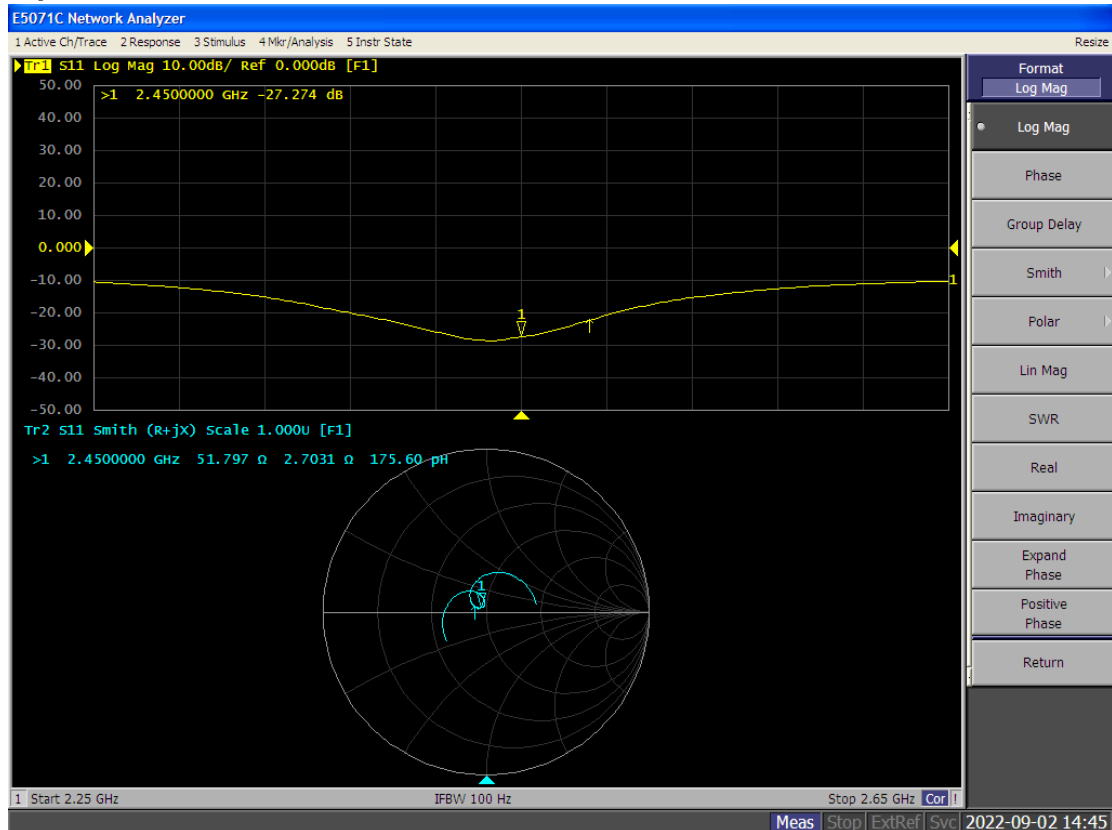 E5071C Network Analyzer
1 Active Ch/Trace 2 Response 3 Stimulus 4 Mkr/Analysis 5 Instr State Resize
Tr1 S11 Log Mag 10.00dB/ Ref 0.000dB [F1]
50.00
>1 2.4500000 GHz -27.274 dB
40.00
30.00
20.00
10.00
0.000
-10.00
1
-20.00
1
-30.00
-40.00
-50.00
Tr2 S11 Smith (R+jX) Scale 1.000U [F1]
>1 2.4500000 GHz 51.797 Ω 2.7031 Ω 175.60 pH
1
Format
Log Mag
Log Mag
Phase
Group Delay
Smith
Polar
Lin Mag
SWR
Real
Imaginary
Expand
Phase
Positive
Phase
Return
1 Start 2.25 GHz IFBW 100 Hz Stop 2.65 GHz Cor !
Meas Stop ExtRef Svc 2022-09-02 14:45